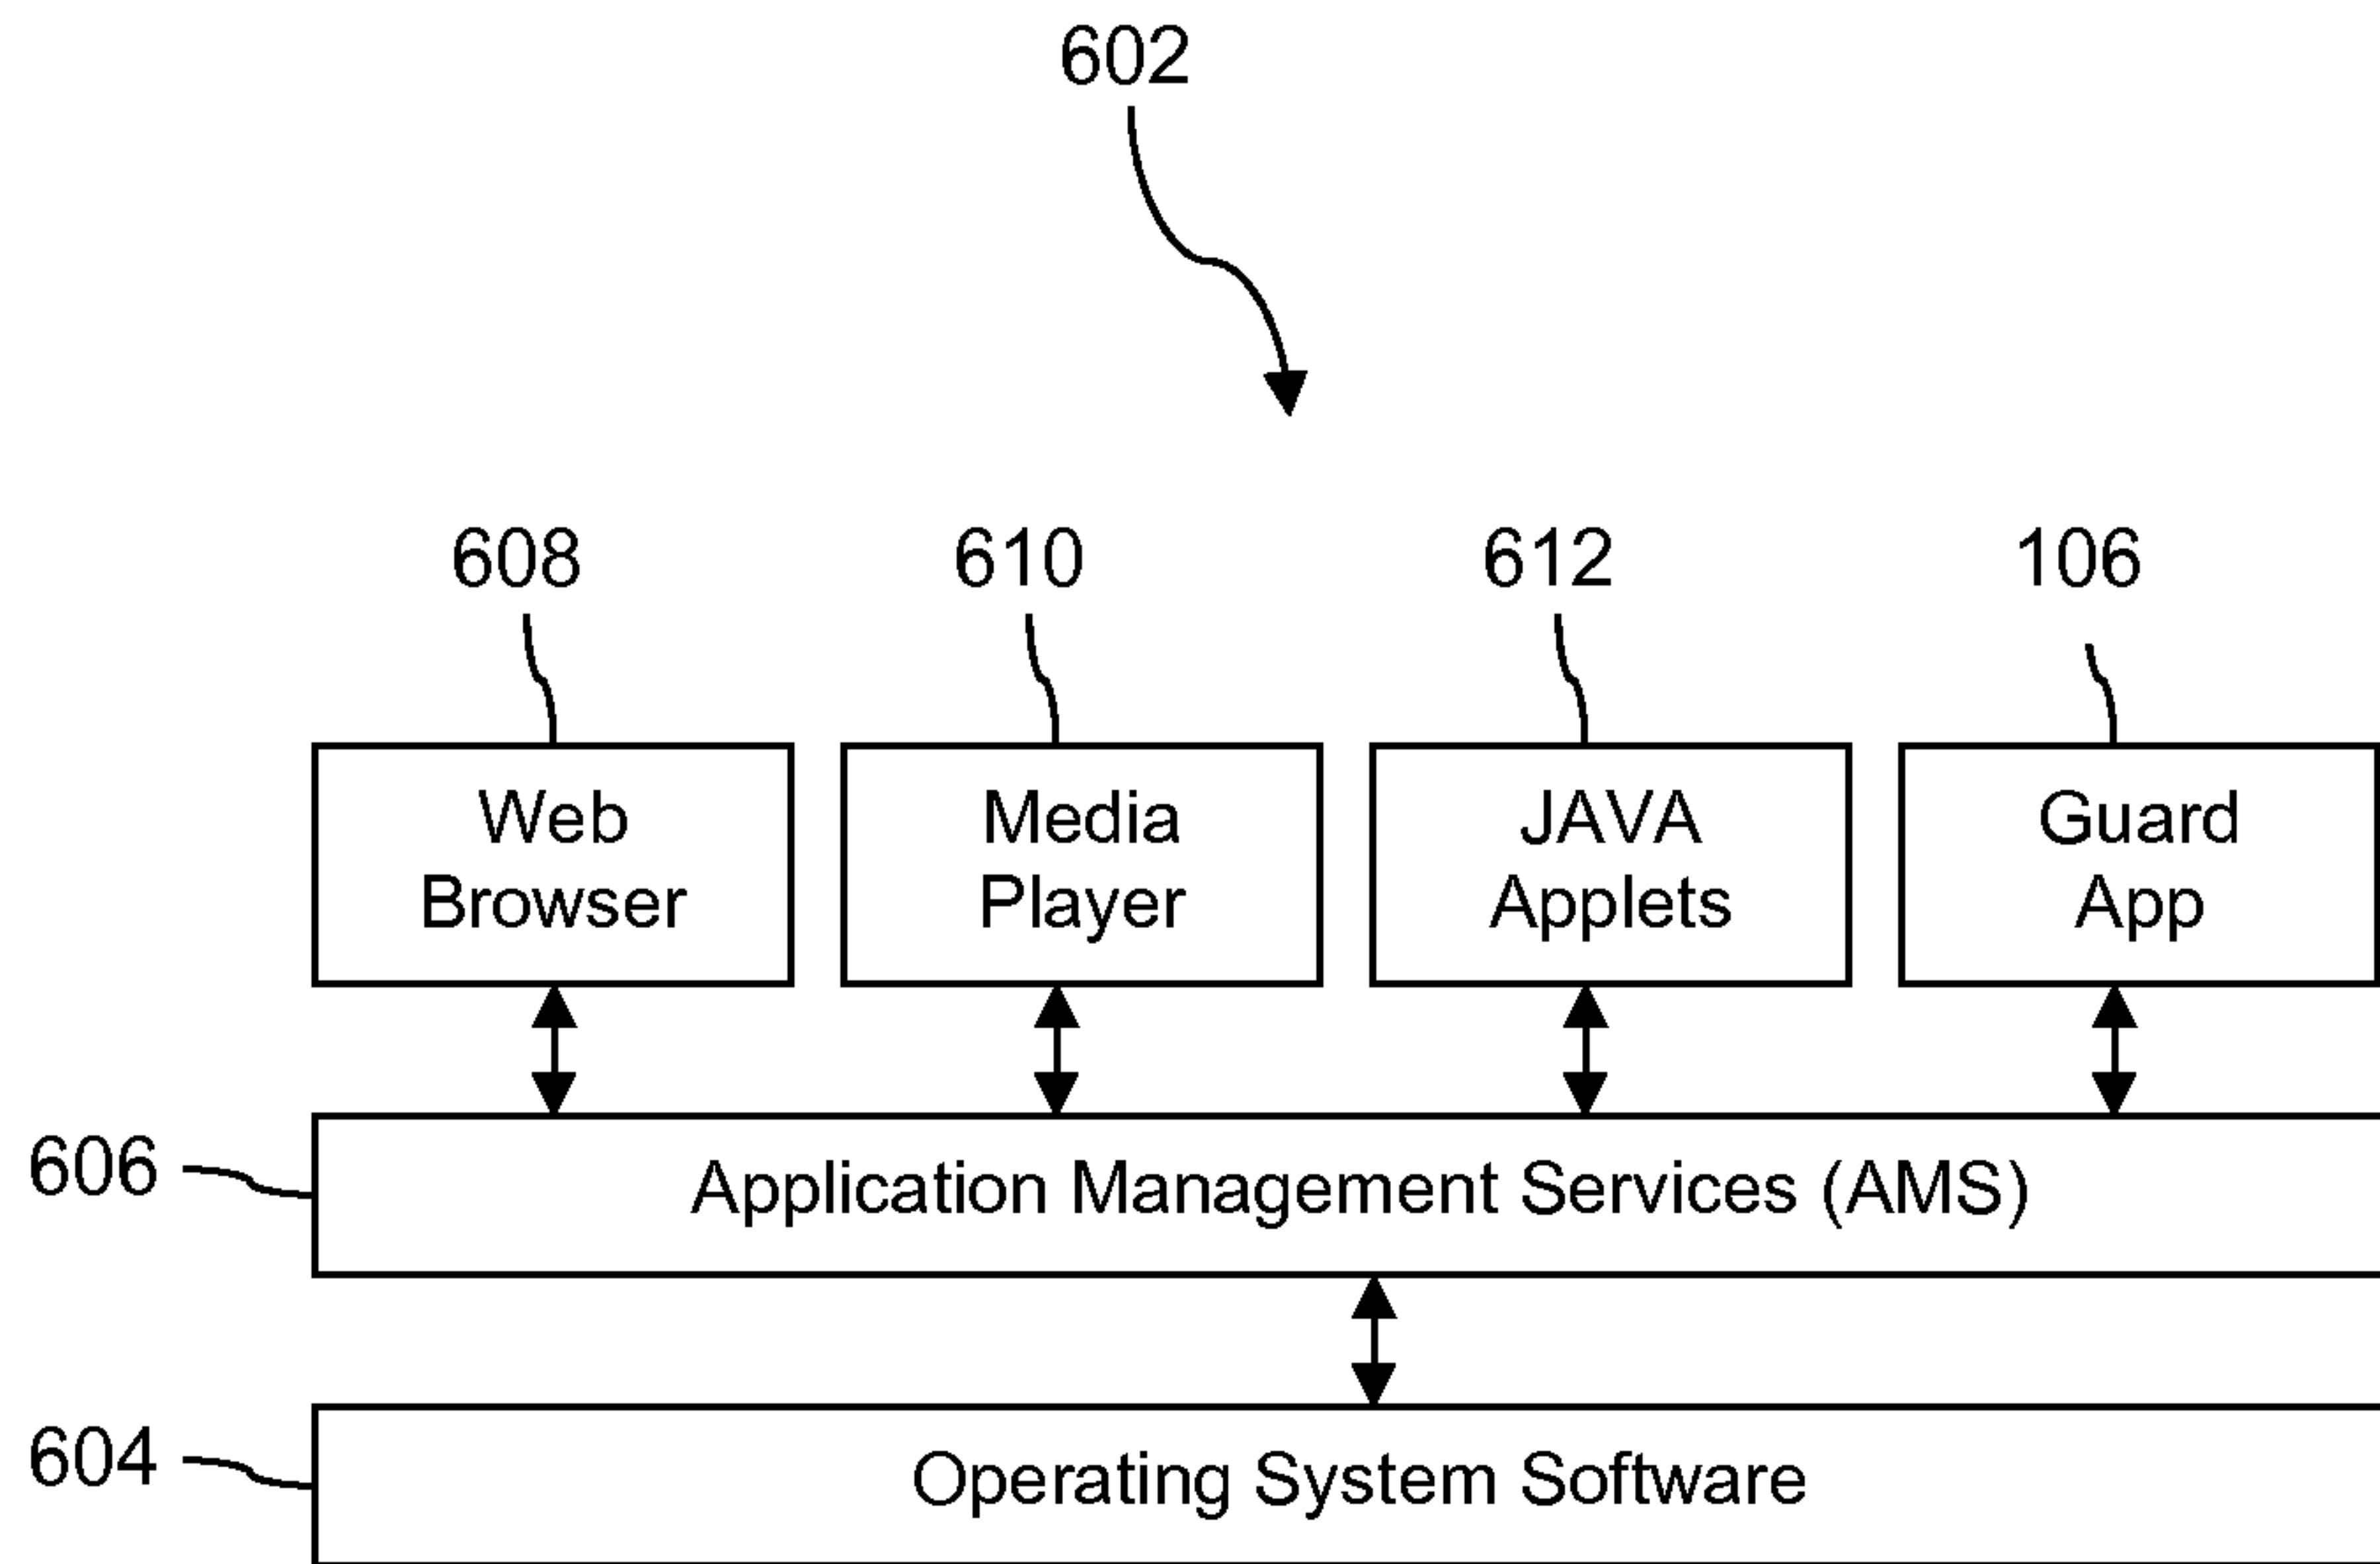 602
608
610
612
106
Web
Browser
Media
Player
JAVA
Applets
Guard
App
606
Application Management Services (AMS)
604
Operating System Software